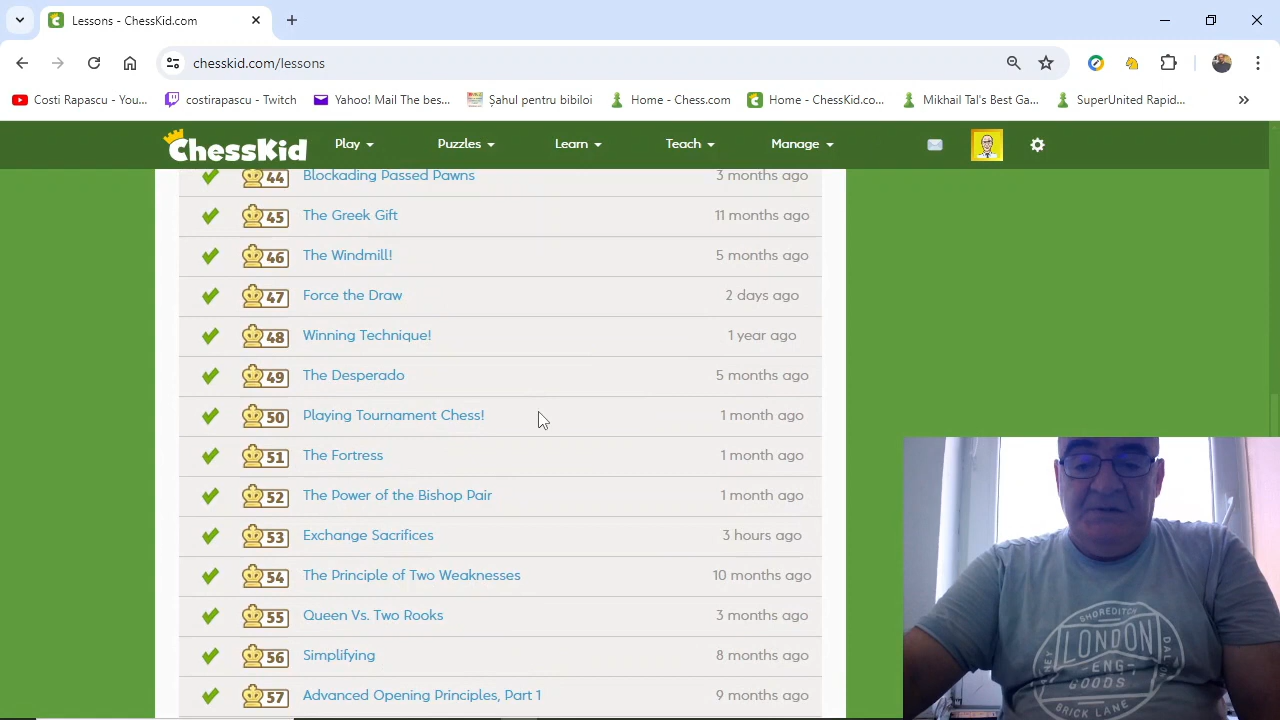 Lessons - ChessKid.com
chesskid.com/lessons
Costi Rapascu - You...
costirapascu - Twitch
Yahoo! Mail The bes...
Șahul pentru bibiloi
Home - Chess.com
Home - ChessKid.co...
Mikhail Tal's Best Ga...
SuperUnited Rapid...
ChessKid
Play
Puzzles
Learn
Teach
Manage
44 Blockading Passed Pawns 3 months ago
45 The Greek Gift 11 months ago
46 The Windmill! 5 months ago
47 Force the Draw 2 days ago
48 Winning Technique! 1 year ago
49 The Desperado 5 months ago
50 Playing Tournament Chess! 1 month ago
51 The Fortress 1 month ago
52 The Power of the Bishop Pair 1 month ago
53 Exchange Sacrifices 3 hours ago
54 The Principle of Two Weaknesses 10 months ago
55 Queen Vs. Two Rooks 3 months ago
56 Simplifying 8 months ago
57 Advanced Opening Principles, Part 1 9 months ago
SHOREDITCH
LONDON
ENG
GOODS
BRICK LANE